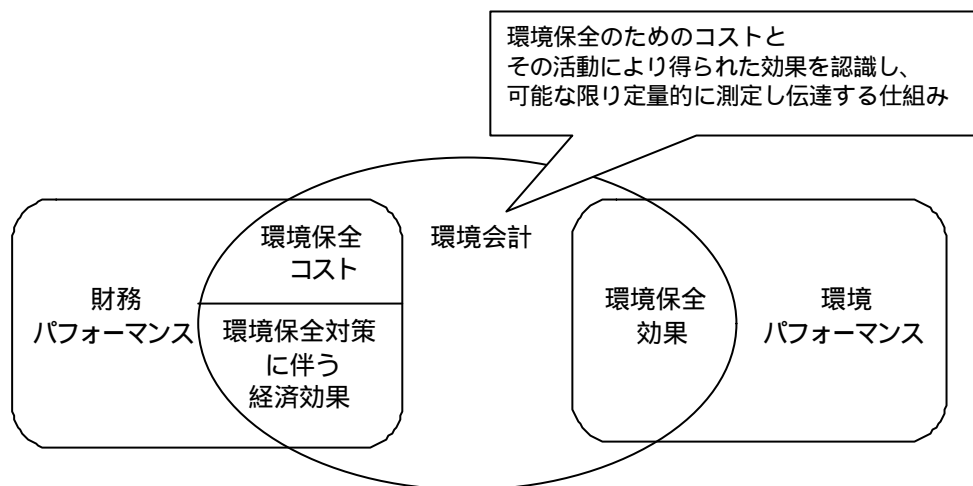 環境保全のためのコストと
その活動により得られた効果を認識し、
可能な限り定量的に測定し伝達する仕組み
環境保全
コスト
環境会計
財務
パフォーマンス
環境保全対策
に伴う
経済効果
環境保全
効果
環境
パフォーマンス